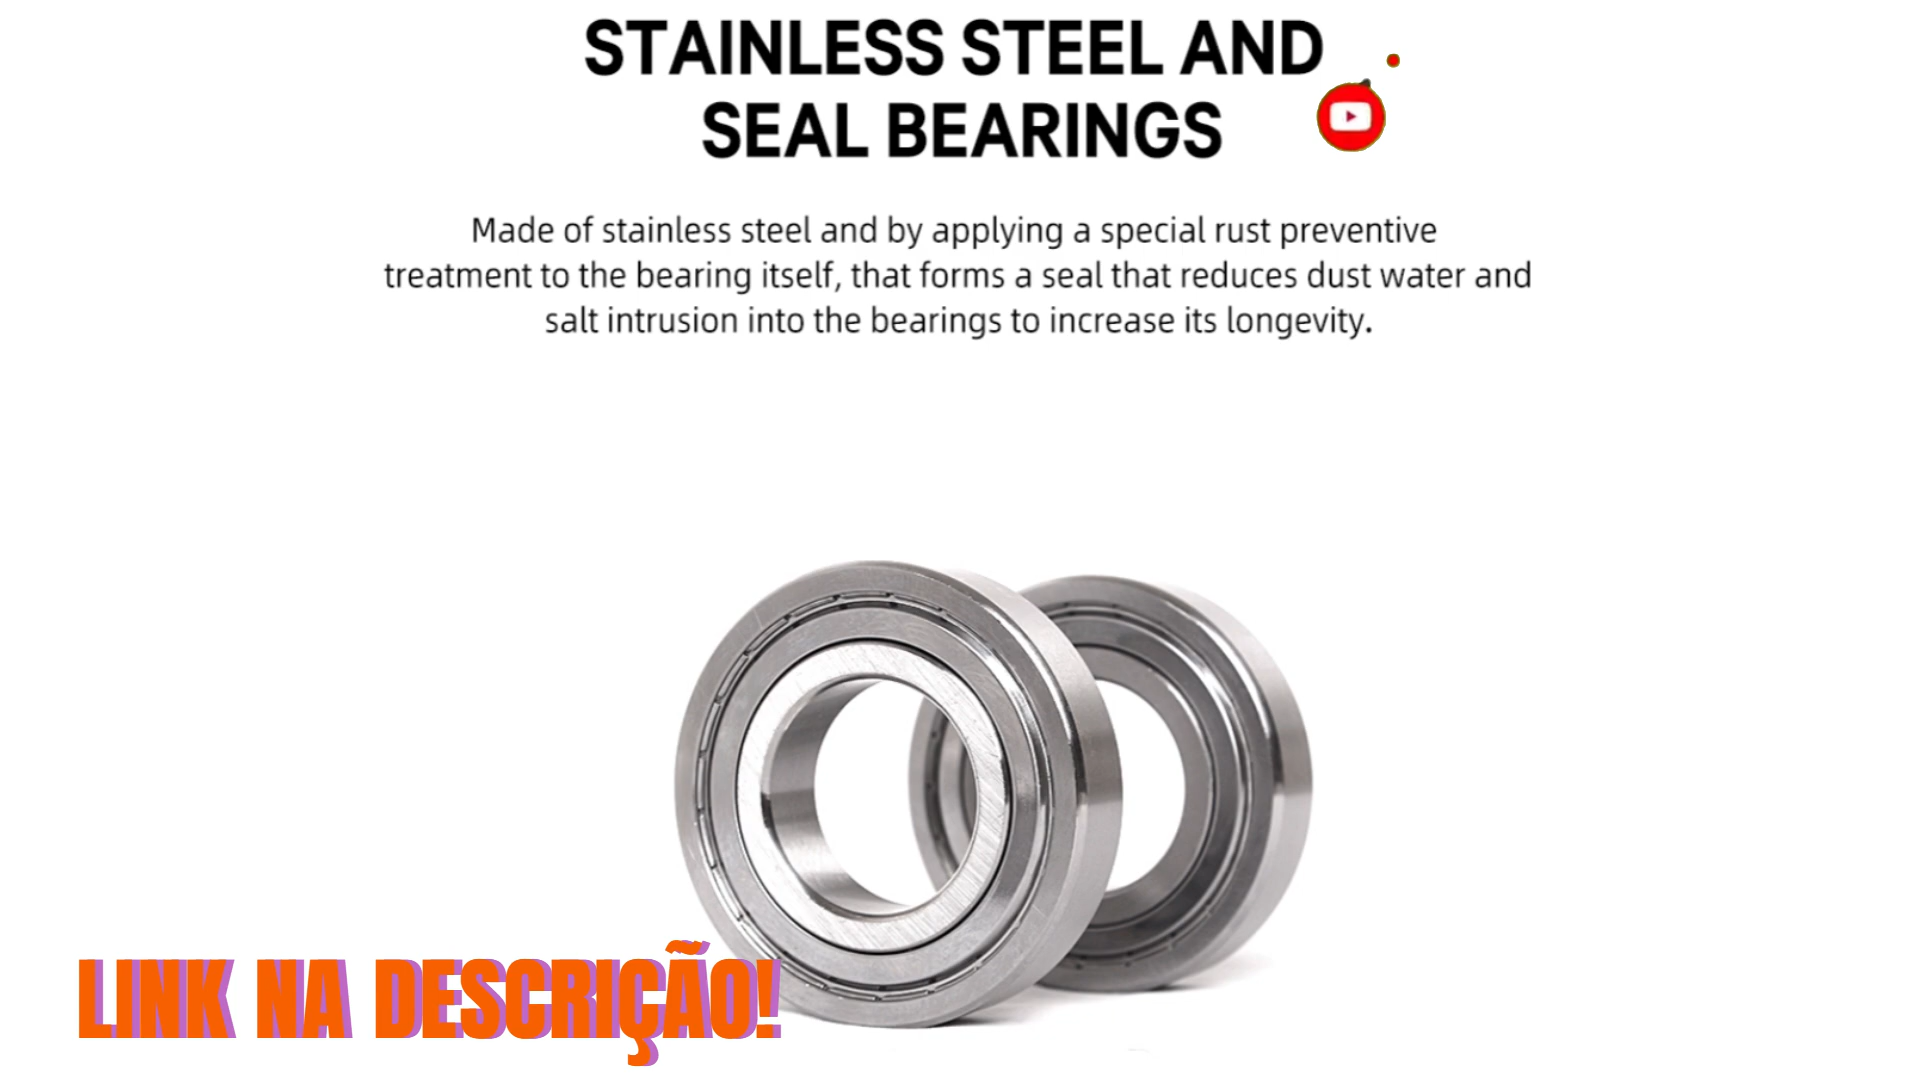 STAINLESS STEEL AND
SEAL BEARINGS
Made of stainless steel and by applying a special rust preventive
treatment to the bearing itself, that forms a seal that reduces dust water and
salt intrusion into the bearings to increase its longevity.
LINK NA DESCRIÇÃO!